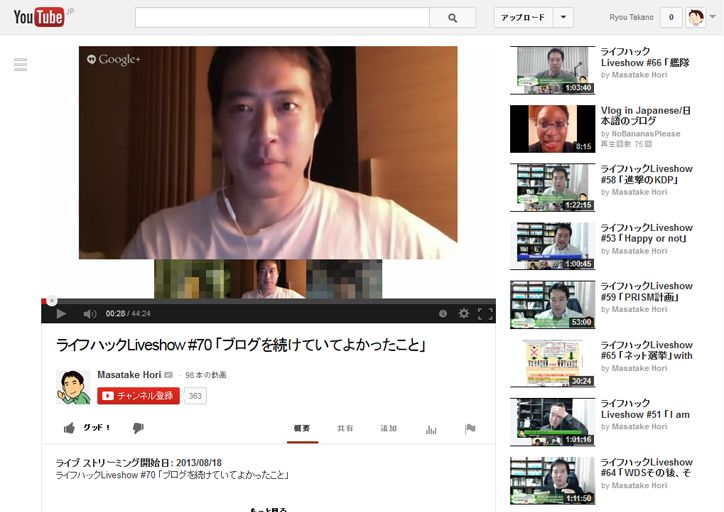 YouTube JP
アップロード
Ryou Takano
0
Google+
00:28 / 44:24
ライフハックLiveshow #70 「ブログを続けていてよかったこと」
Masatake Hori ・ 98 本の動画
チャンネル登録 363
グッド！
概要 共有 追加
ライブ ストリーミング開始日: 2013/08/18
ライフハックLiveshow #70 「ブログを続けていてよかったこと」
もっと見る
1:03:40
ライフハック
Liveshow #66 「艦隊
by Masatake Hori
8:15
Vlog in Japanese/日
本語のブログ
by NoBananasPlease
再生回数 75 回
1:22:15
ライフハックLiveshow
#58 「進撃のKDP」
by Masatake Hori
1:00:45
ライフハックLiveshow
#53 「Happy or not」
by Masatake Hori
53:00
ライフハックLiveshow
#59 「PRISM計画」
by Masatake Hori
30:24
ライフハックLiveshow
#65 「ネット選挙」 with
by Masatake Hori
1:01:16
ライフハック
Liveshow #51 「I am
by Masatake Hori
1:11:50
ライフハックLiveshow
#64 「WDSその後、そ
by Masatake Hori